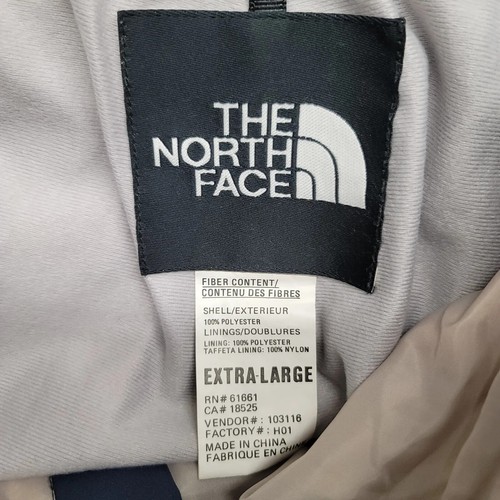 THE
NORTH
FACE
FIBER CONTENT/
CONTENU DES FIBRES
SHELL/EXTERIEUR
100% POLYESTER
LININGS/DOUBLURES
LINING: 100% POLYESTER
TAFFETA LINING: 100% NYLON
EXTRA-LARGE
RN# 61661
CA# 18525
VENDOR#: 103116
FACTORY#: H01
MADE IN CHINA
FABRIQUE EN CHINE